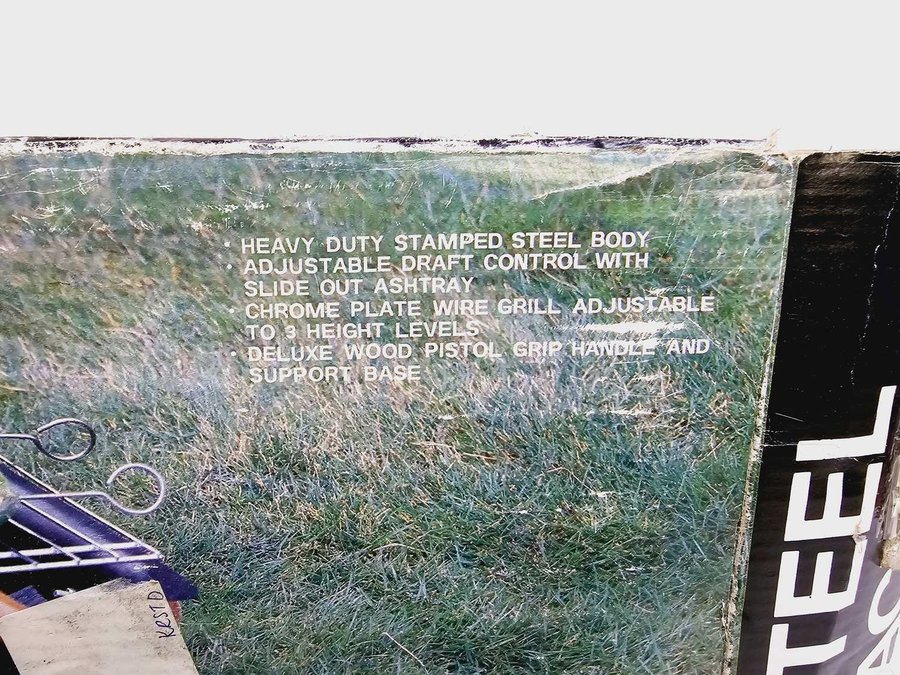 • HEAVY DUTY STAMPED STEEL BODY
• ADJUSTABLE DRAFT CONTROL WITH
SLIDE OUT ASHTRAY
• CHROME PLATE WIRE GRILL ADJUSTABLE
TO 3 HEIGHT LEVELS
• DELUXE WOOD PISTOL GRIP HANDLE AND
SUPPORT BASE
KRSTD
TEEL